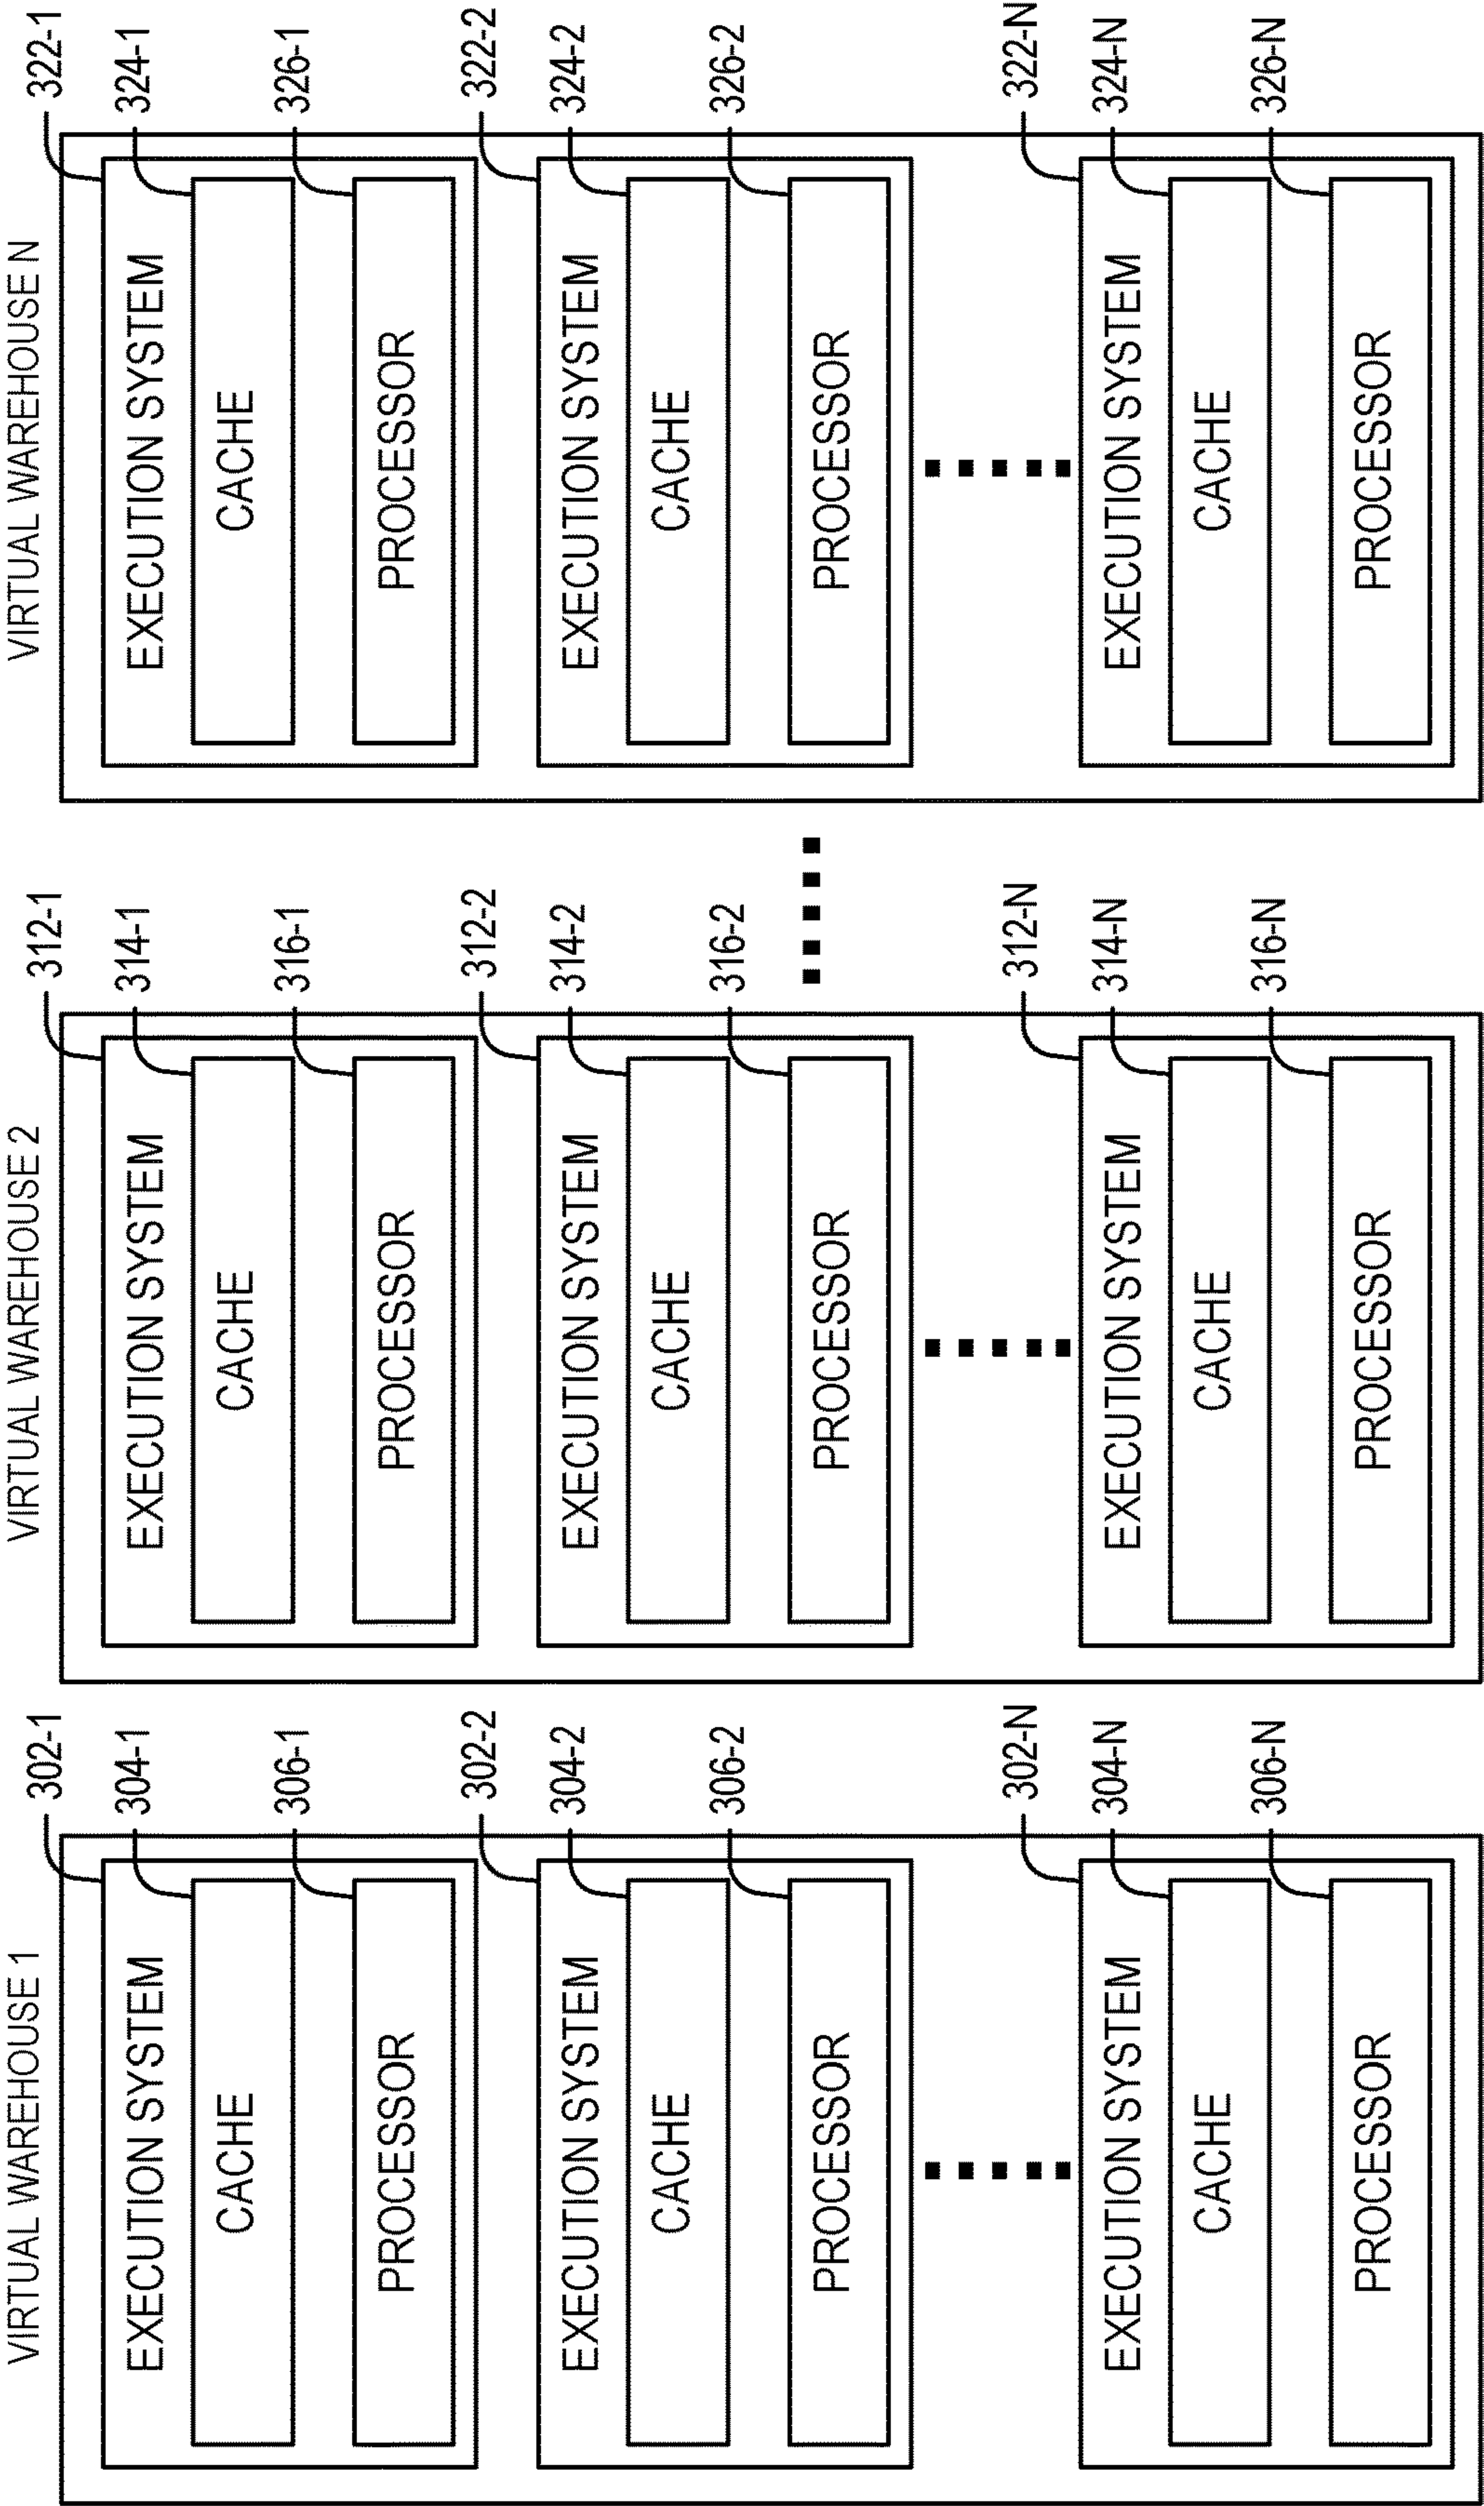 VIRTUAL WAREHOUSE 1
302-1
EXECUTION SYSTEM
304-1
CACHE
306-1
PROCESSOR
302-2
EXECUTION SYSTEM
304-2
CACHE
306-2
PROCESSOR
302-N
EXECUTION SYSTEM
304-N
CACHE
306-N
PROCESSOR
VIRTUAL WAREHOUSE 2
312-1
EXECUTION SYSTEM
314-1
CACHE
316-1
PROCESSOR
312-2
EXECUTION SYSTEM
314-2
CACHE
316-2
PROCESSOR
312-N
EXECUTION SYSTEM
314-N
CACHE
316-N
PROCESSOR
VIRTUAL WAREHOUSE N
322-1
EXECUTION SYSTEM
324-1
CACHE
326-1
PROCESSOR
322-2
EXECUTION SYSTEM
324-2
CACHE
326-2
PROCESSOR
322-N
EXECUTION SYSTEM
324-N
CACHE
326-N
PROCESSOR